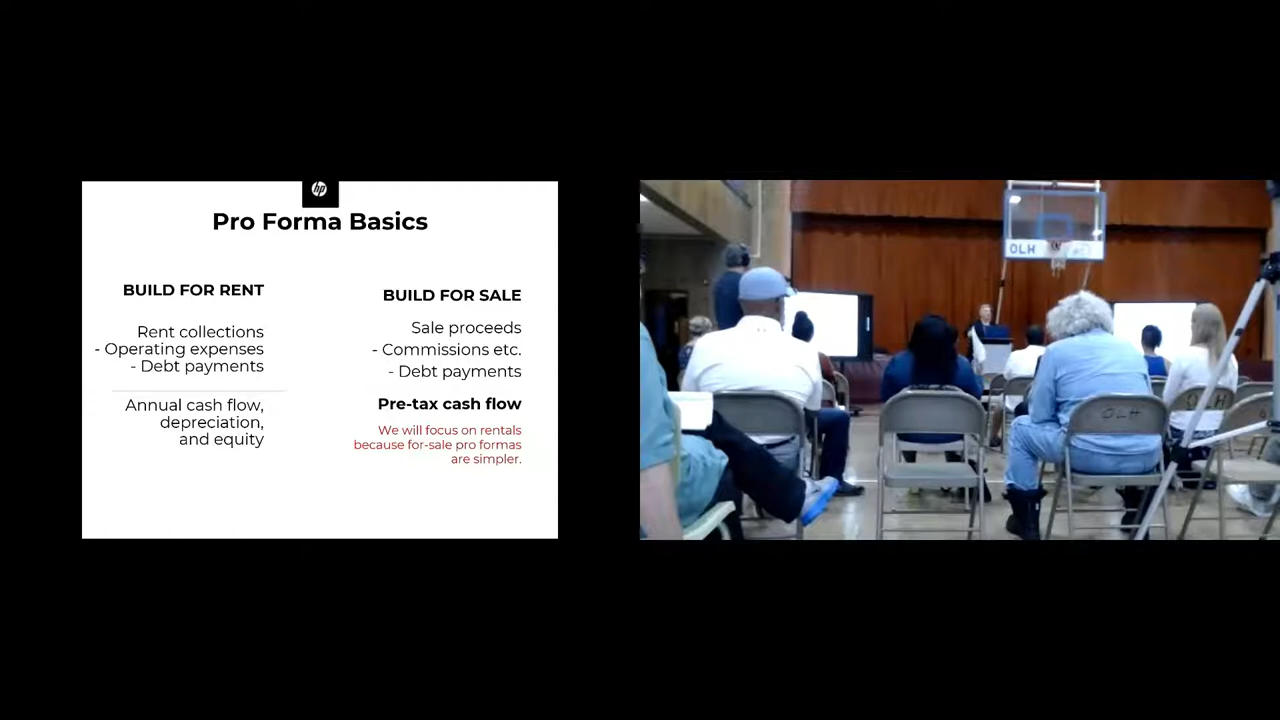 hp
Pro Forma Basics
BUILD FOR RENT
Rent collections
- Operating expenses
- Debt payments
Annual cash flow,
depreciation,
and equity
BUILD FOR SALE
Sale proceeds
- Commissions etc.
- Debt payments
Pre-tax cash flow
We will focus on rentals
because for-sale pro formas
are simpler.
OLH
OLH
OLH